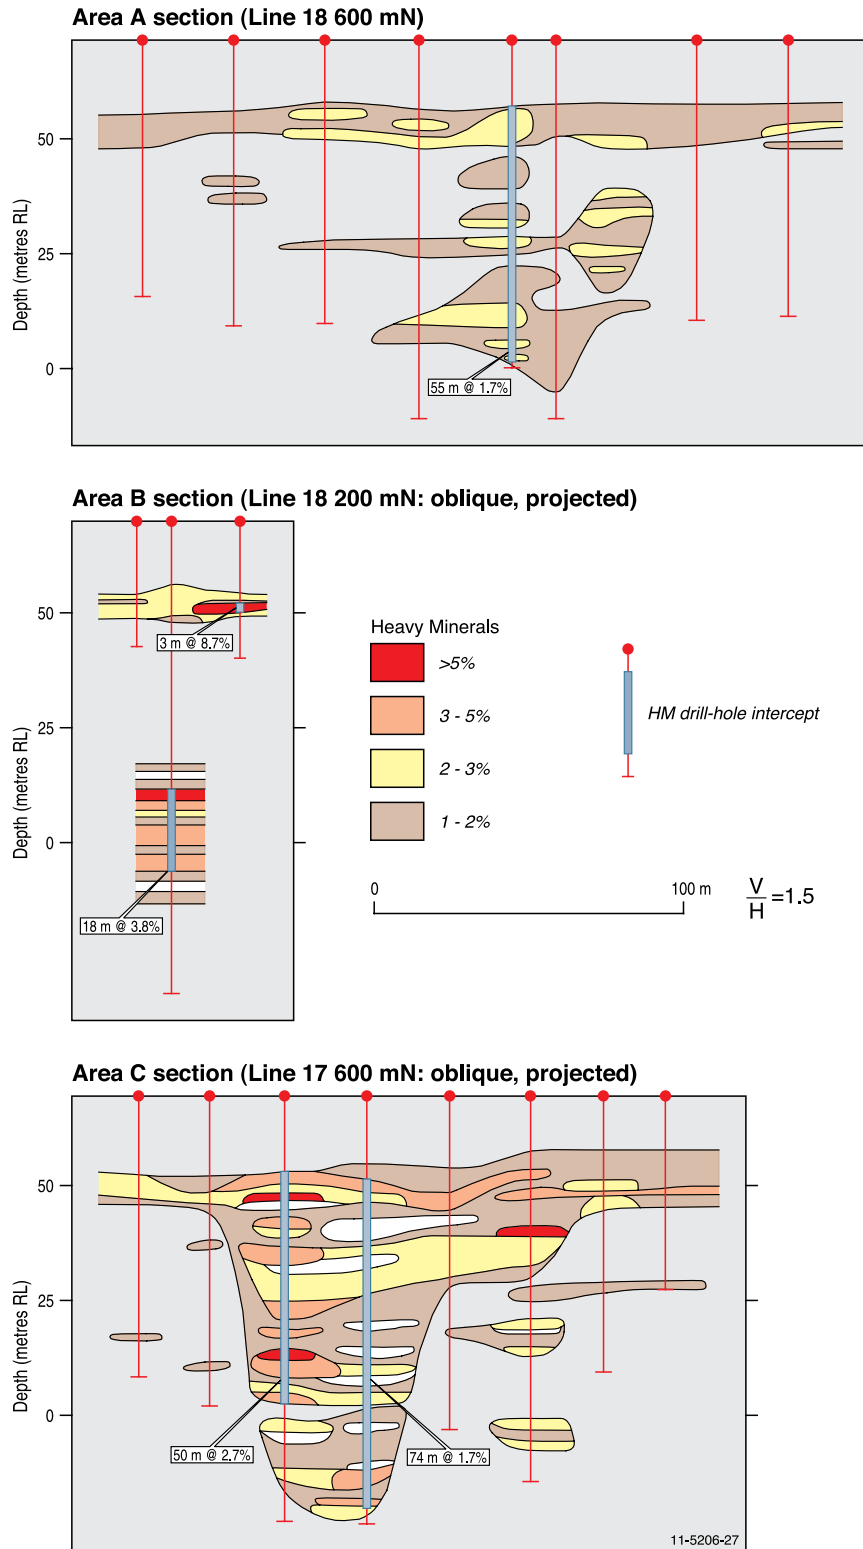 Area A section (Line 18 600 mN)
Depth (metres RL)
50
25
0
55 m @ 1.7%
Area B section (Line 18 200 mN: oblique, projected)
Depth (metres RL)
50
25
0
3 m @ 8.7%
18 m @ 3.8%
Heavy Minerals
>5%
3 - 5%
2 - 3%
1 - 2%
HM drill-hole intercept
0 100 m
V
H =1.5
Area C section (Line 17 600 mN: oblique, projected)
Depth (metres RL)
50
25
0
50 m @ 2.7%
74 m @ 1.7%
11-5206-27